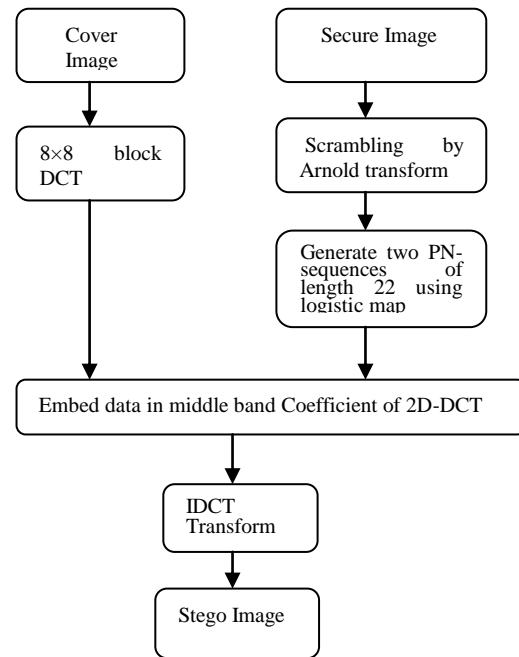 Cover
Image
Secure Image
8×8 block
DCT
Scrambling by
Arnold transform
Generate two PN-
sequences of
length 22 using
logistic map
Embed data in middle band Coefficient of 2D-DCT
IDCT
Transform
Stego Image